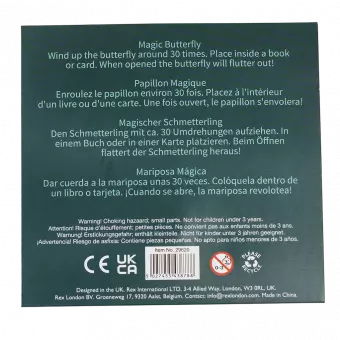 Magic Butterfly
Wind up the butterfly around 30 times. Place inside a book
or card. When opened the butterfly will flutter out!
Papillon Magique
Enroulez le papillon environ 30 fois. Placez à l'intérieur
d'un livre ou d'une carte. Une fois ouvert, le papillon s'envolera!
Magischer Schmetterling
Den Schmetterling mit ca. 30 Umdrehungen aufziehen. In
einem Buch oder in einer Karte platzieren. Beim Öffnen
flattert der Schmetterling heraus!
Mariposa Mágica
Dar cuerda a la mariposa unas 30 veces. Colóquela dentro de
un libro o tarjeta. ¡Cuando se abre, la mariposa revolotea!
Warning! Choking hazaard; small parts. Not for children under 3 years.
Attention! Risque d'étouffement; petites pièces. Ne convient pas aux enfants moins de 3 ans.
Warnung! Erstickungsgefahr; enthält kleinteile. Nicht für kinder unter 3 jahren geeignet.
¡Advertencia! Riesgo de asfixia: Contiene piezas pequeñas. No apto para niños menores de 3 años.
Item No. 29620
CE UK CA
0-3
PLEASE RECYCLE
5 027455 438788
Designed in the UK. Rex International LTD, 3-4 Allied Way, London, W3 0RL, UK.
Rex London BV, Groeneweg 17, 9320 Aalst, Belgium. Contact: info@rexlondon.com. Made in China.